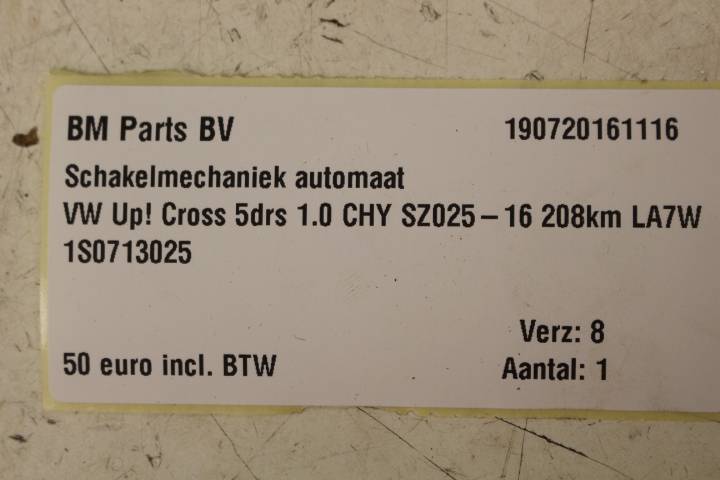 BM Parts BV 190720161116
Schakelmechaniek automaat
VW Up! Cross 5drs 1.0 CHY SZ025 – 16 208km LA7W
1S0713025
Verz: 8
50 euro incl. BTW Aantal: 1